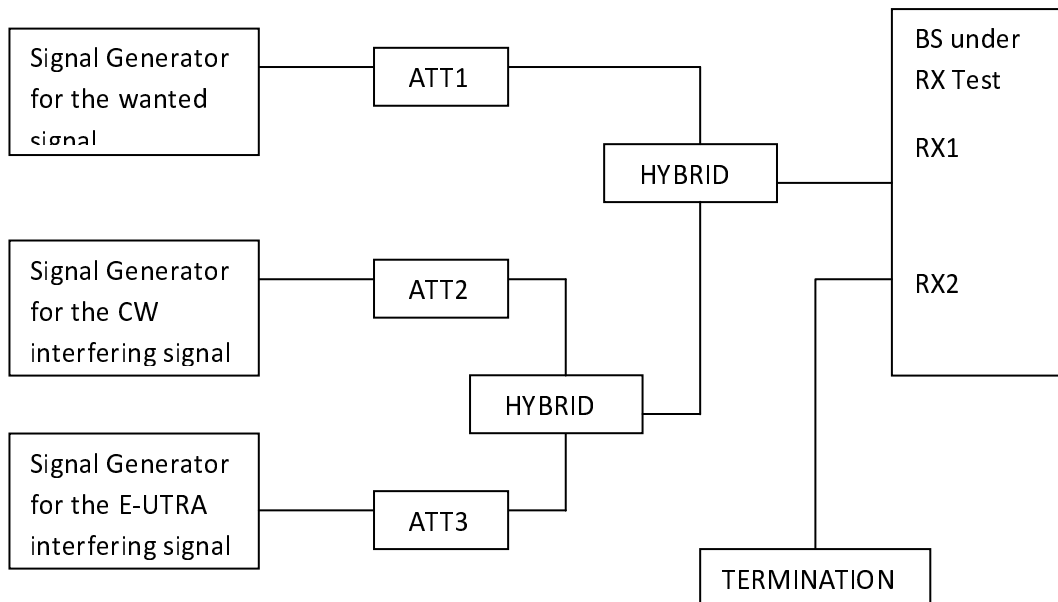 Signal Generator
for the wanted
signal
ATT1
HYBRID
BS under
RX Test
RX1
RX2
Signal Generator
for the CW
interfering signal
ATT2
HYBRID
Signal Generator
for the E-UTRA
interfering signal
ATT3
TERMINATION